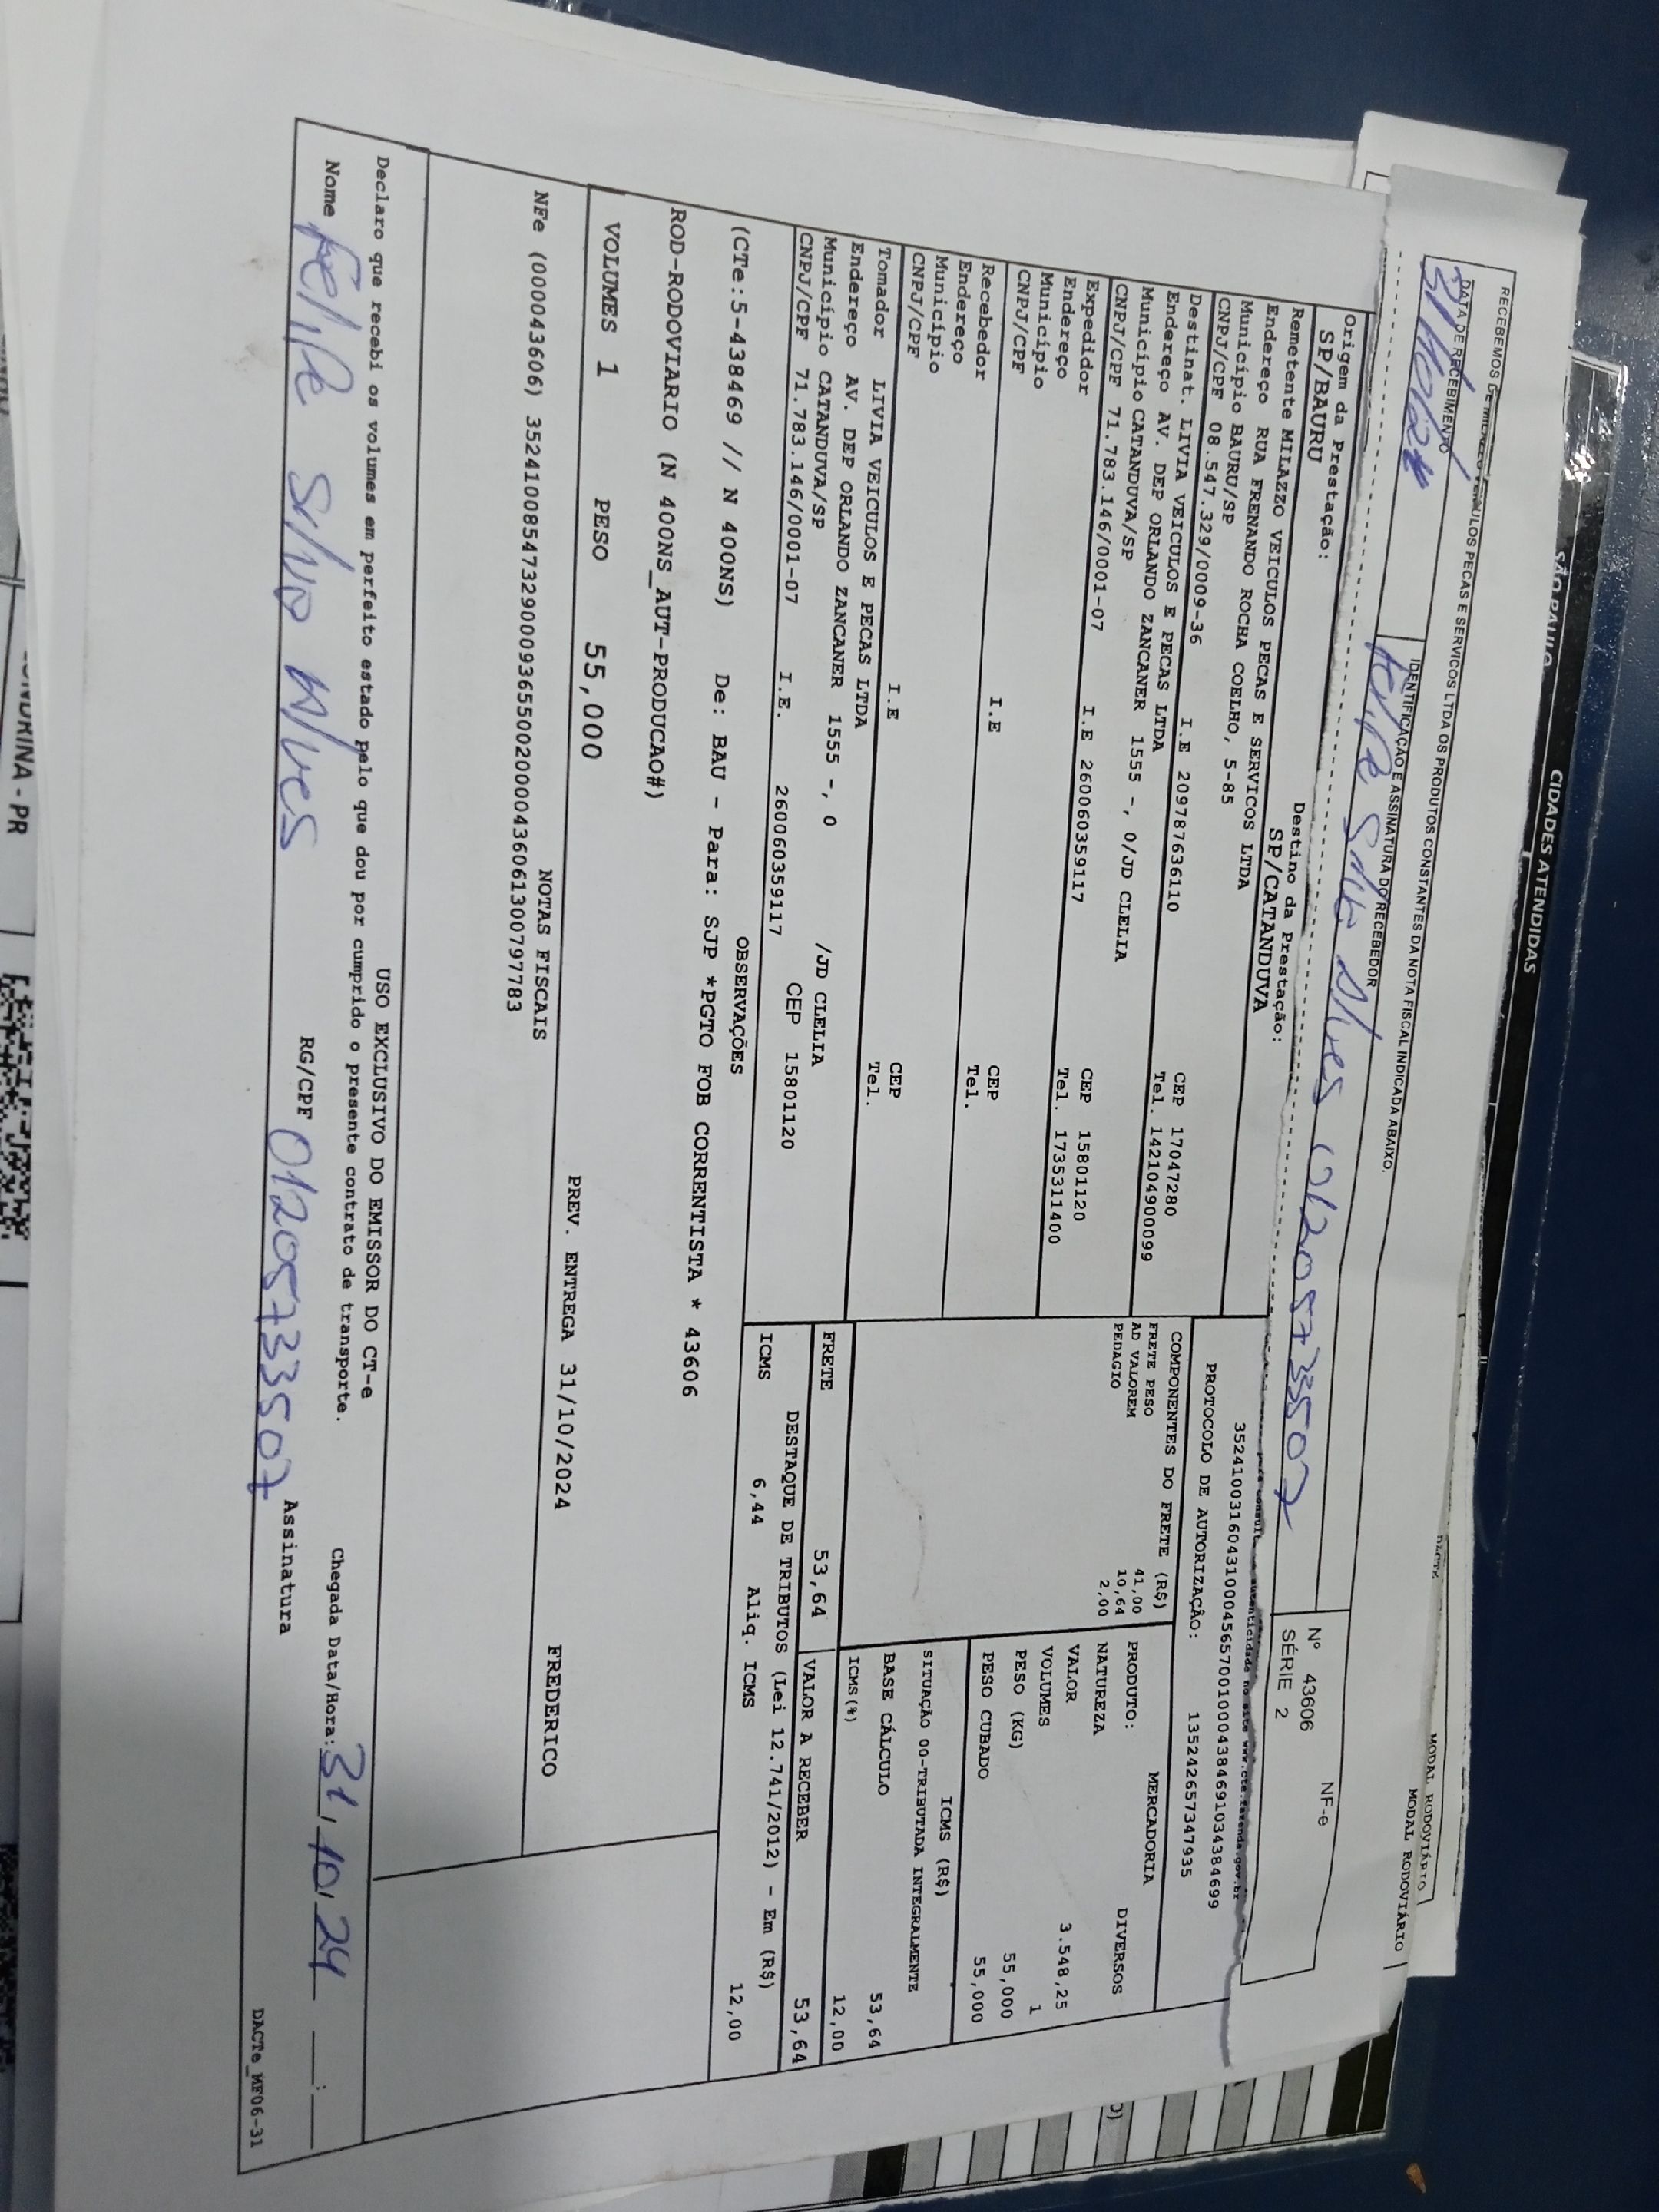 SÃO PAULO
CIDADES ATENDIDAS
MODAL RODOVIÁRIO
MODAL RODOVIÁRIO
RECEBEMOS DE MILAZZO VEICULOS PECAS E SERVICOS LTDA OS PRODUTOS CONSTANTES DA NOTA FISCAL INDICADA ABAIXO.
DATA DE RECEBIMENTO
IDENTIFICAÇÃO E ASSINATURA DO RECEBEDOR
Felipe Silva Alves 01205733507
NF-e
Nº 43606
SÉRIE 2
Origem da Prestação:
SP/BAURU
Destino da Prestação:
SP/CATANDUVA
35241003160431000456570010004384691034384699
PROTOCOLO DE AUTORIZAÇÃO: 135242657347935
Remetente MILAZZO VEICULOS PECAS E SERVICOS LTDA
Endereço RUA FRENANDO ROCHA COELHO, 5-85
Município BAURU/SP CEP 17047280
CNPJ/CPF 08.547.329/0009-36 I.E 209787636110 Tel. 142104900099
Destinat. LIVIA VEICULOS E PECAS LTDA
Endereço AV. DEP ORLANDO ZANCANER 1555 -, 0/JD CLELIA
Município CATANDUVA/SP CEP 15801120
CNPJ/CPF 71.783.146/0001-07 I.E 260060359117 Tel. 1735311400
Expedidor
Endereço
Município CEP
CNPJ/CPF I.E Tel.
Recebedor
Endereço
Município CEP
CNPJ/CPF I.E Tel.
Tomador LIVIA VEICULOS E PECAS LTDA
Endereço AV. DEP ORLANDO ZANCANER 1555 -, 0 /JD CLELIA
Município CATANDUVA/SP
CNPJ/CPF 71.783.146/0001-07 I.E. 260060359117 CEP 15801120
COMPONENTES DO FRETE (R$)
FRETE PESO 41,00
AD VALOREM 10,64
PEDAGIO 2,00
MERCADORIA
PRODUTO: DIVERSOS
NATUREZA
VALOR 3.548,25
VOLUMES 1
PESO (KG) 55,000
PESO CUBADO 55,000
ICMS (R$)
SITUAÇÃO 00-TRIBUTADA INTEGRALMENTE
BASE CÁLCULO 53,64
ICMS(%) 12,00
FRETE 53,64
VALOR A RECEBER 53,64
DESTAQUE DE TRIBUTOS (Lei 12.741/2012) - Em (R$)
ICMS 6,44 Aliq. ICMS 12,00
OBSERVAÇÕES
(CTe:5-438469 // N 400NS) De: BAU - Para: SJP *PGTO FOB CORRENTISTA * 43606
ROD-RODOVIARIO (N 400NS_AUT-PRODUCAO#)
VOLUMES 1 PESO 55,000 PREV. ENTREGA 31/10/2024 FREDERICO
NOTAS FISCAIS
NFe (000043606) 35241008547329000936550020000436061300797783
USO EXCLUSIVO DO EMISSOR DO CT-e
Declaro que recebi os volumes em perfeito estado pelo que dou por cumprido o presente contrato de transporte.
Chegada Data/Hora: 31,10,24 __:__
Nome Felipe Silva Alves RG/CPF 01205733507 Assinatura
DACTe_MF06-31